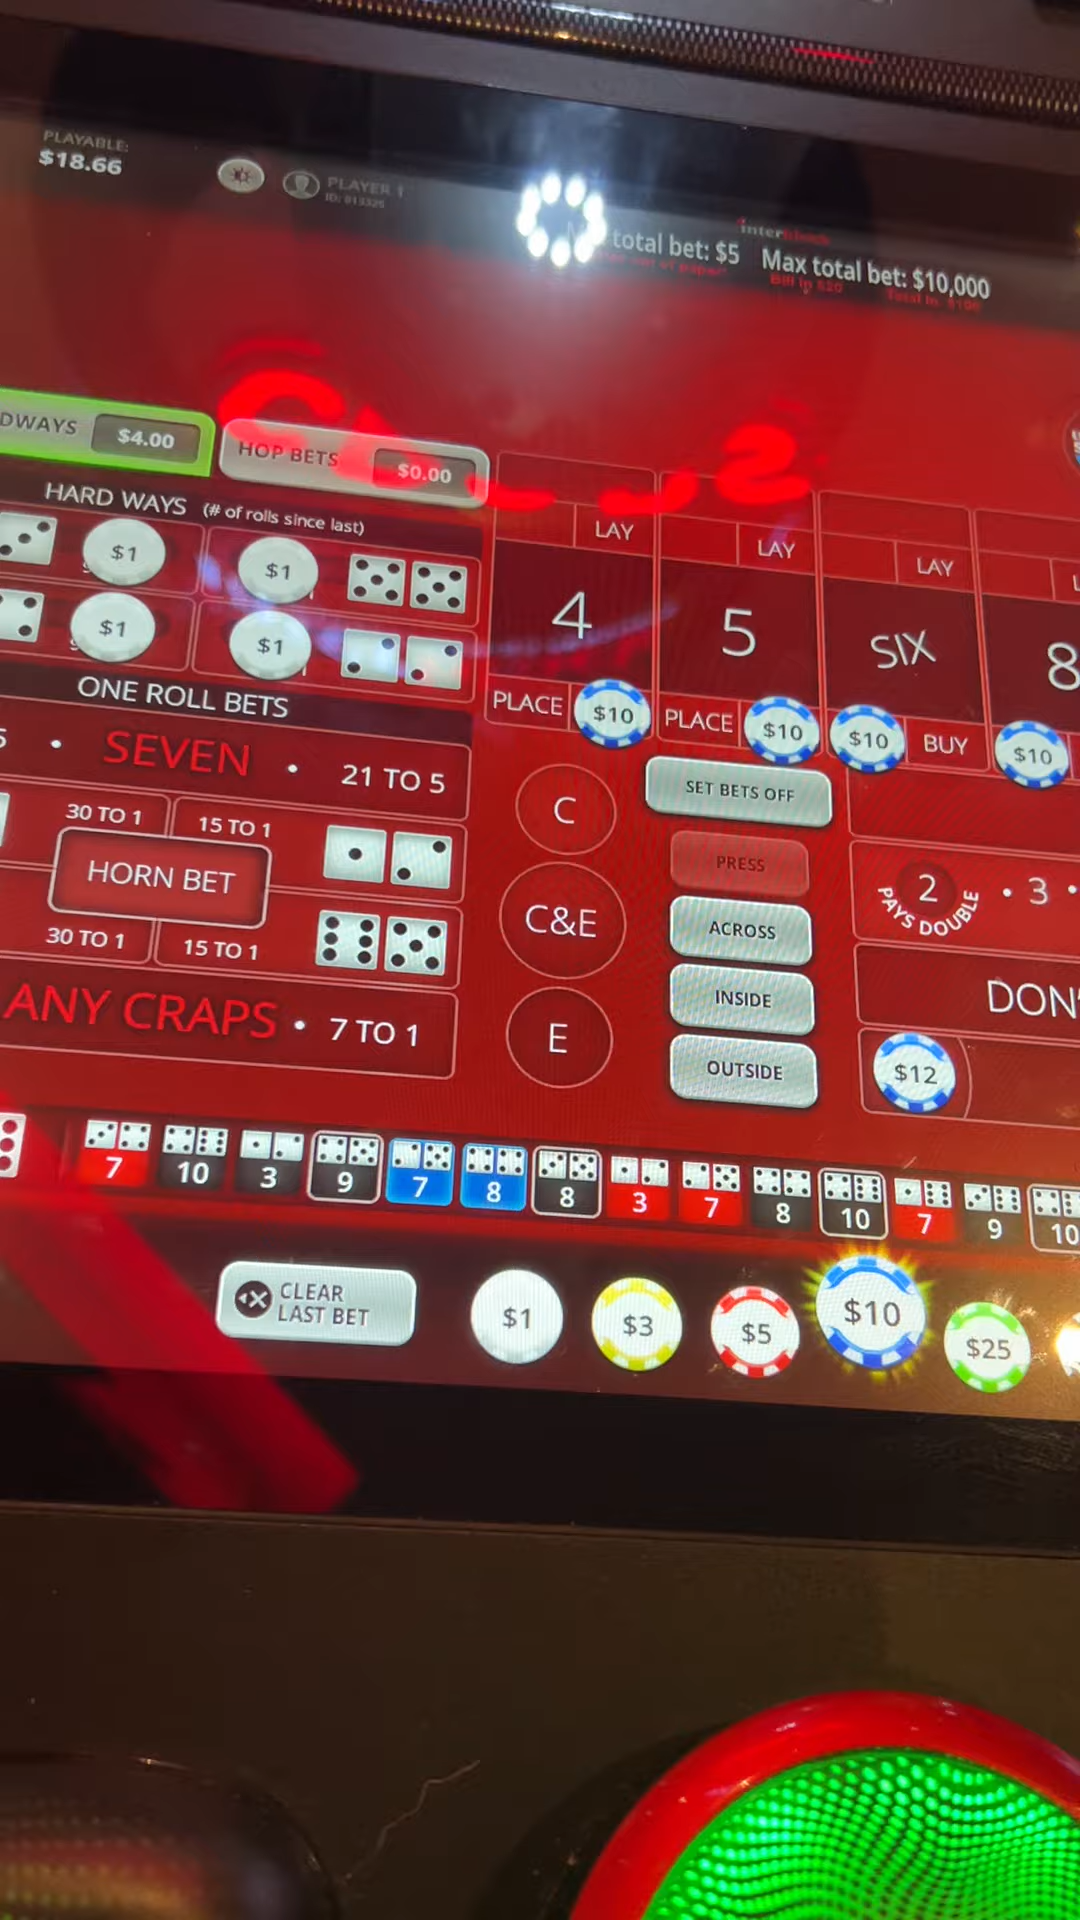 PLAYABLE:
$18.66
PLAYER 1
total bet: $5
Max total bet: $10,000
Bill in $20
DWAYS $4.00
HOP BETS $0.00
HARD WAYS (# of rolls since last)
$1
$1
$1
$1
LAY
LAY
LAY
4
5
SIX
8
PLACE $10
PLACE $10
$10 BUY
$10
ONE ROLL BETS
SEVEN • 21 TO 5
30 TO 1
15 TO 1
HORN BET
30 TO 1
15 TO 1
ANY CRAPS • 7 TO 1
C
C&E
E
SET BETS OFF
PRESS
ACROSS
INSIDE
OUTSIDE
2 • 3 •
PAYS DOUBLE
DON'
$12
7 10 3 9 7 8 8 3 7 8 10 7 9 10
CLEAR
LAST BET
$1
$3
$5
$10
$25